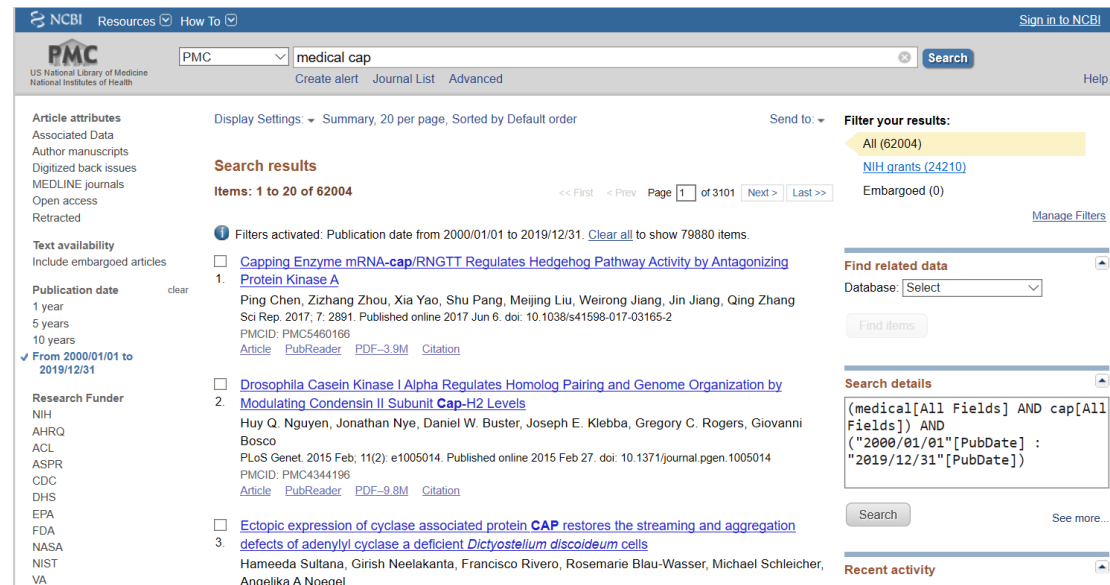 NCBI Resources How To Sign in to NCBI
PMC
US National Library of Medicine
National Institutes of Health
PMC medical cap Search
Create alert Journal List Advanced Help
Article attributes
Associated Data
Author manuscripts
Digitized back issues
MEDLINE journals
Open access
Retracted
Text availability
Include embargoed articles
Publication date clear
1 year
5 years
10 years
From 2000/01/01 to
2019/12/31
Research Funder
NIH
AHRQ
ACL
ASPR
CDC
DHS
EPA
FDA
NASA
NIST
VA
Display Settings: Summary, 20 per page, Sorted by Default order Send to:
Search results
Items: 1 to 20 of 62004 << First < Prev Page 1 of 3101 Next > Last >>
Filters activated: Publication date from 2000/01/01 to 2019/12/31. Clear all to show 79880 items.
Capping Enzyme mRNA-cap/RNGTT Regulates Hedgehog Pathway Activity by Antagonizing
1. Protein Kinase A
Ping Chen, Zizhang Zhou, Xia Yao, Shu Pang, Meijing Liu, Weirong Jiang, Jin Jiang, Qing Zhang
Sci Rep. 2017; 7: 2891. Published online 2017 Jun 6. doi: 10.1038/s41598-017-03165-2
PMCID: PMC5460166
Article PubReader PDF–3.9M Citation
Drosophila Casein Kinase I Alpha Regulates Homolog Pairing and Genome Organization by
2. Modulating Condensin II Subunit Cap-H2 Levels
Huy Q. Nguyen, Jonathan Nye, Daniel W. Buster, Joseph E. Klebba, Gregory C. Rogers, Giovanni
Bosco
PLoS Genet. 2015 Feb; 11(2): e1005014. Published online 2015 Feb 27. doi: 10.1371/journal.pgen.1005014
PMCID: PMC4344196
Article PubReader PDF–9.8M Citation
Ectopic expression of cyclase associated protein CAP restores the streaming and aggregation
3. defects of adenylyl cyclase a deficient Dictyostelium discoideum cells
Hameeda Sultana, Girish Neelakanta, Francisco Rivero, Rosemarie Blau-Wasser, Michael Schleicher,
Angelika A Noegel
Filter your results:
All (62004)
NIH grants (24210)
Embargoed (0)
Manage Filters
Find related data
Database: Select
Find items
Search details
(medical[All Fields] AND cap[All
Fields]) AND
("2000/01/01"[PubDate] :
"2019/12/31"[PubDate])
Search See more...
Recent activity